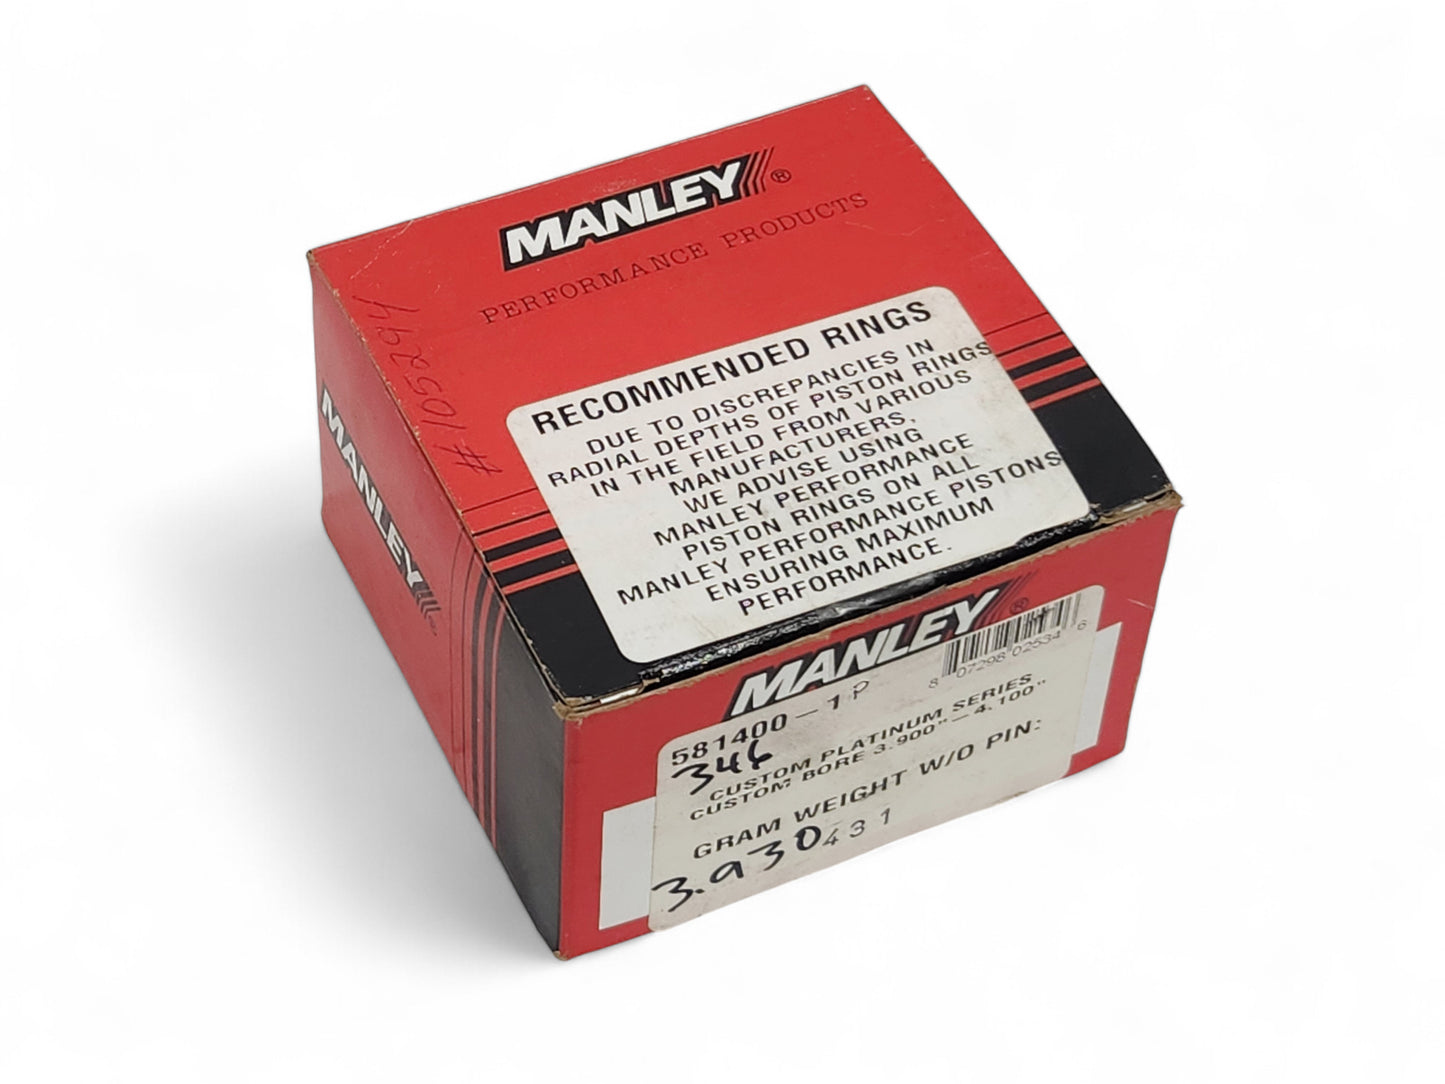 MANLEY®
PERFORMANCE PRODUCTS
RECOMMENDED RINGS
DUE TO DISCREPANCIES IN
RADIAL DEPTHS OF PISTON RINGS
IN THE FIELD FROM VARIOUS
MANUFACTURERS,
WE ADVISE USING
MANLEY PERFORMANCE
PISTON RINGS ON ALL
MANLEY PERFORMANCE PISTONS
ENSURING MAXIMUM
PERFORMANCE.
#105294
MANLEY
MANLEY®
8 07298 02534 6
581400-1P
346
CUSTOM PLATINUM SERIES
CUSTOM BORE 3.900"-4.100"
GRAM WEIGHT W/O PIN:
431
3.930